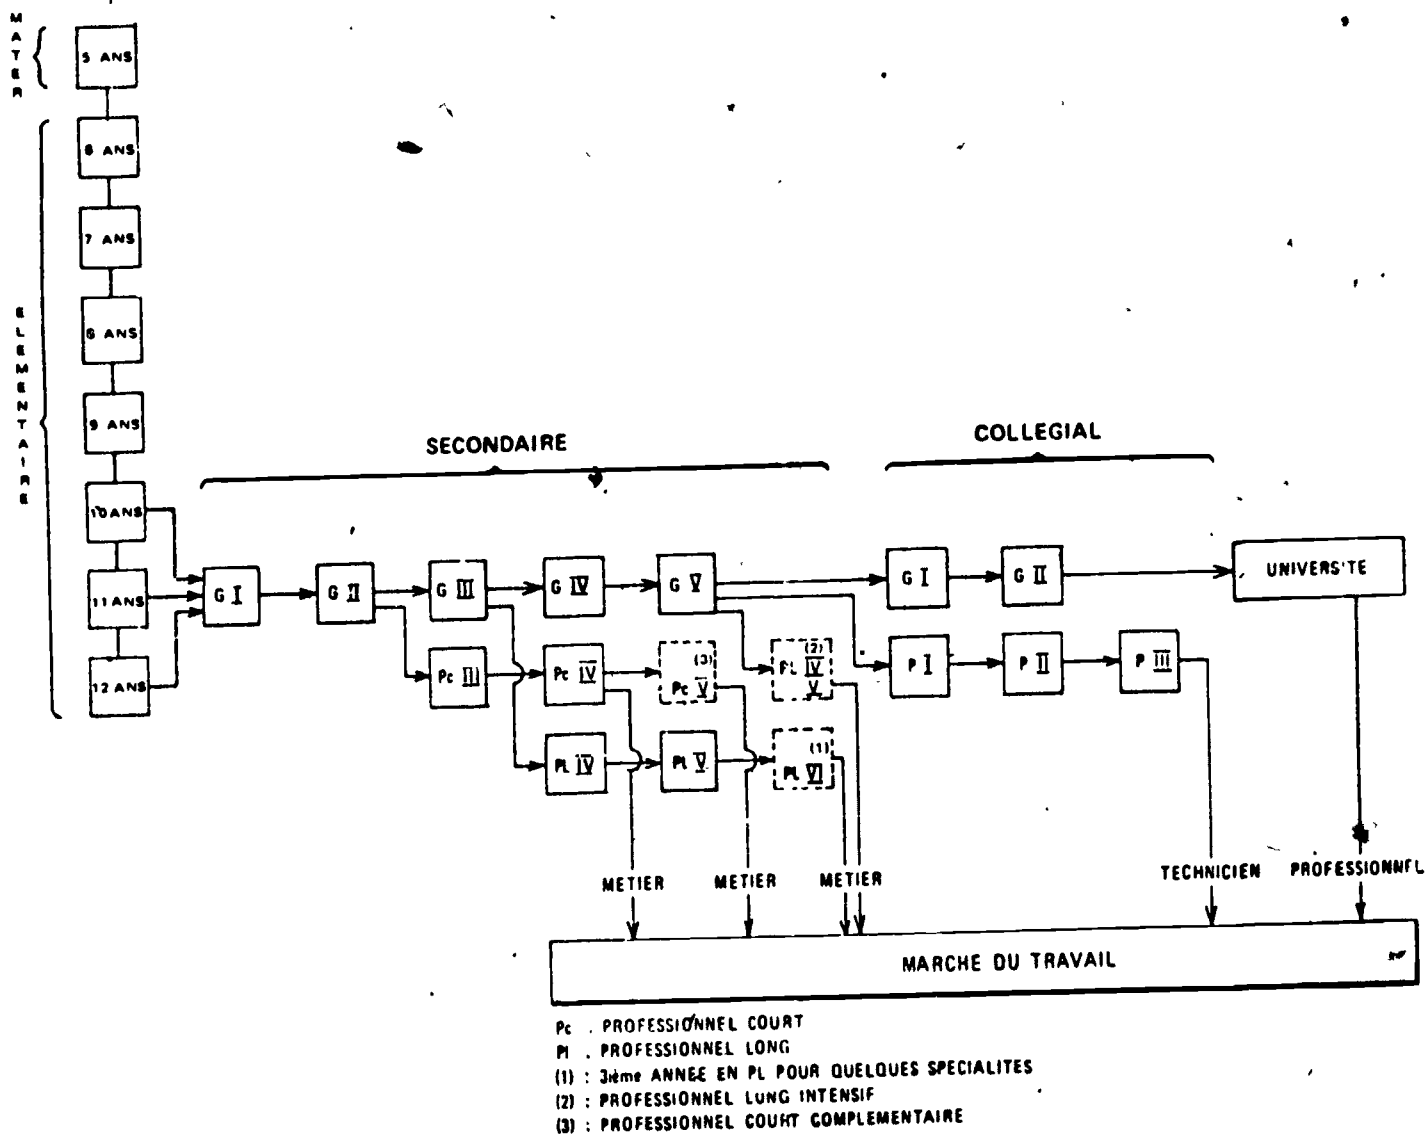 MATER
5 ANS
6 ANS
7 ANS
8 ANS
9 ANS
10 ANS
11 ANS
12 ANS
ELEMENTAIRE
SECONDAIRE
COLLEGIAL
G I
G II
G III
G IV
G V
G I
G II
UNIVERS'TE
Pc III
Pc IV
(3)
Pc V
(2)
PL IV
V
P I
P II
P III
PL IV
PL V
(1)
PL VI
METIER
METIER
METIER
TECHNICIEN
PROFESSIONNEL
MARCHE DU TRAVAIL
Pc . PROFESSIONNEL COURT
Pl . PROFESSIONNEL LONG
(1) : 3ième ANNEE EN PL POUR QUELQUES SPECIALITES
(2) : PROFESSIONNEL LONG INTENSIF
(3) : PROFESSIONNEL COURT COMPLEMENTAIRE